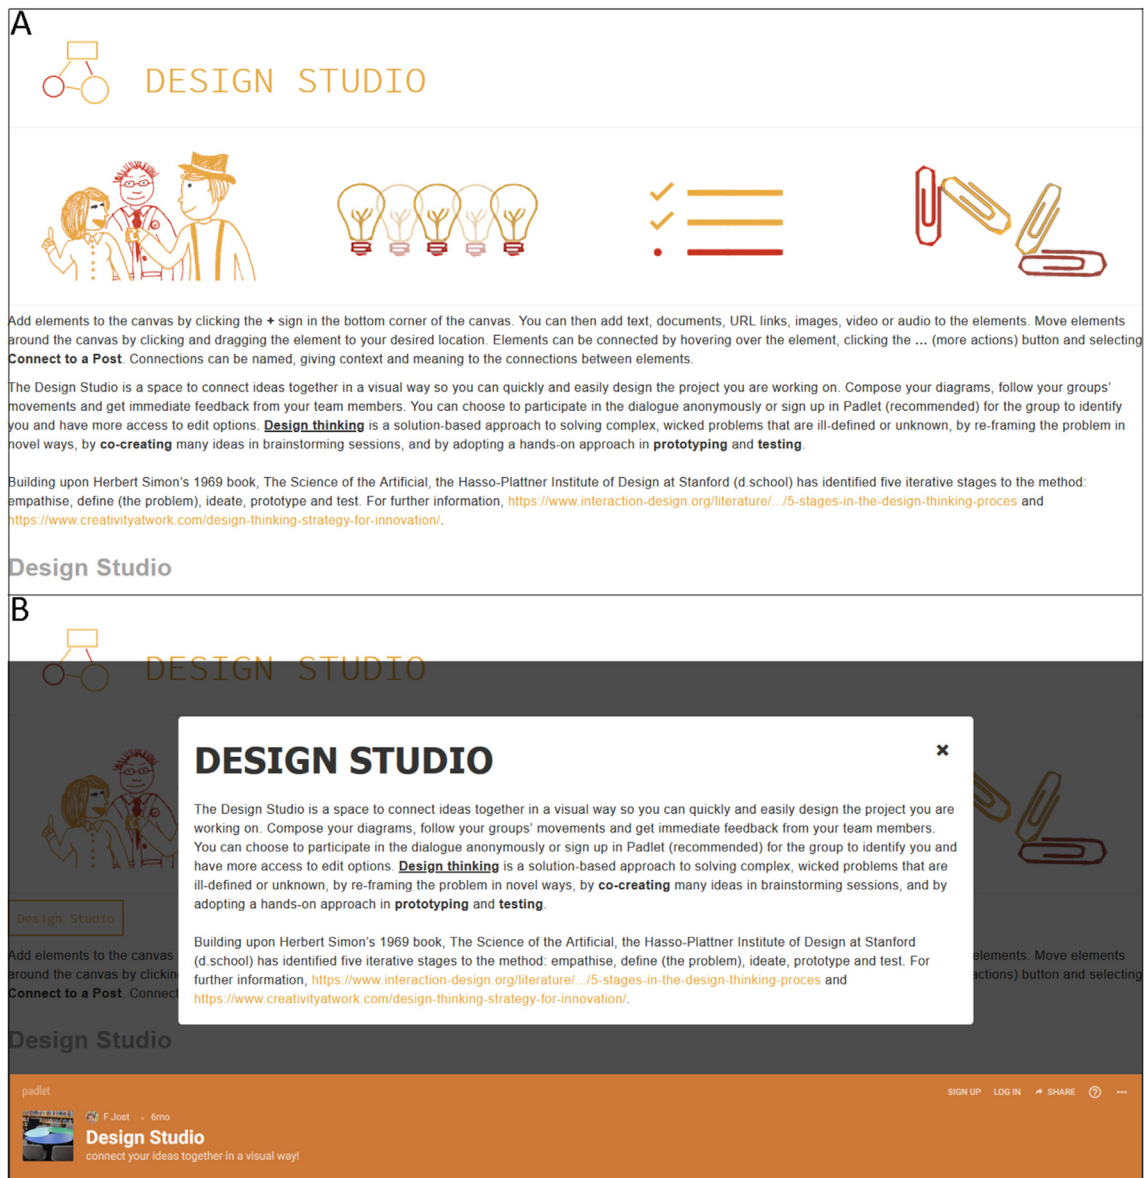 A
DESIGN STUDIO
Add elements to the canvas by clicking the + sign in the bottom corner of the canvas. You can then add text, documents, URL links, images, video or audio to the elements. Move elements
around the canvas by clicking and dragging the element to your desired location. Elements can be connected by hovering over the element, clicking the ... (more actions) button and selecting
Connect to a Post. Connections can be named, giving context and meaning to the connections between elements.
The Design Studio is a space to connect ideas together in a visual way so you can quickly and easily design the project you are working on. Compose your diagrams, follow your groups'
movements and get immediate feedback from your team members. You can choose to participate in the dialogue anonymously or sign up in Padlet (recommended) for the group to identify
you and have more access to edit options. Design thinking is a solution-based approach to solving complex, wicked problems that are ill-defined or unknown, by re-framing the problem in
novel ways, by co-creating many ideas in brainstorming sessions, and by adopting a hands-on approach in prototyping and testing.
Building upon Herbert Simon's 1969 book, The Science of the Artificial, the Hasso-Plattner Institute of Design at Stanford (d.school) has identified five iterative stages to the method:
empathise, define (the problem), ideate, prototype and test. For further information, https://www.interaction-design.org/literature/.../5-stages-in-the-design-thinking-proces and
https://www.creativityatwork.com/design-thinking-strategy-for-innovation/.
Design Studio
B
DESIGN STUDIO
DESIGN STUDIO ✖
The Design Studio is a space to connect ideas together in a visual way so you can quickly and easily design the project you are
working on. Compose your diagrams, follow your groups' movements and get immediate feedback from your team members.
You can choose to participate in the dialogue anonymously or sign up in Padlet (recommended) for the group to identify you and
have more access to edit options. Design thinking is a solution-based approach to solving complex, wicked problems that are
ill-defined or unknown, by re-framing the problem in novel ways, by co-creating many ideas in brainstorming sessions, and by
adopting a hands-on approach in prototyping and testing.
Building upon Herbert Simon's 1969 book, The Science of the Artificial, the Hasso-Plattner Institute of Design at Stanford
(d.school) has identified five iterative stages to the method: empathise, define (the problem), ideate, prototype and test. For
further information, https://www.interaction-design.org/literature/.../5-stages-in-the-design-thinking-proces and
https://www.creativityatwork.com/design-thinking-strategy-for-innovation/.
Design Studio
Add elements to the canvas elements. Move elements
around the canvas by clickin actions) button and selecting
Connect to a Post. Connect
Design Studio
padlet SIGN UP LOG IN SHARE ? ...
F Jost . 6mo
Design Studio
connect your ideas together in a visual way!